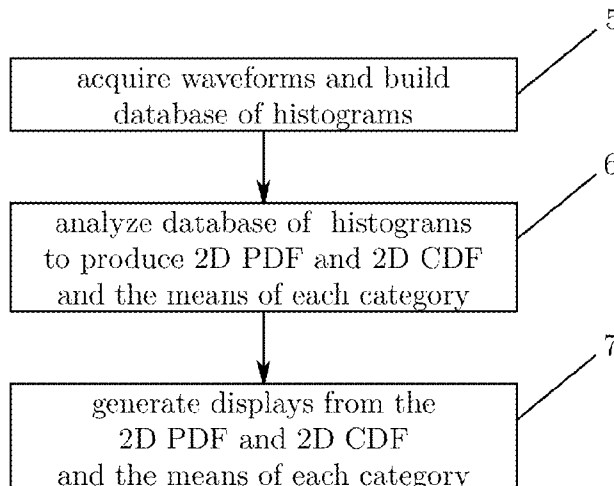 5
acquire waveforms and build
database of histograms
6
analyze database of histograms
to produce 2D PDF and 2D CDF
and the means of each category
7
generate displays from the
2D PDF and 2D CDF
and the means of each category